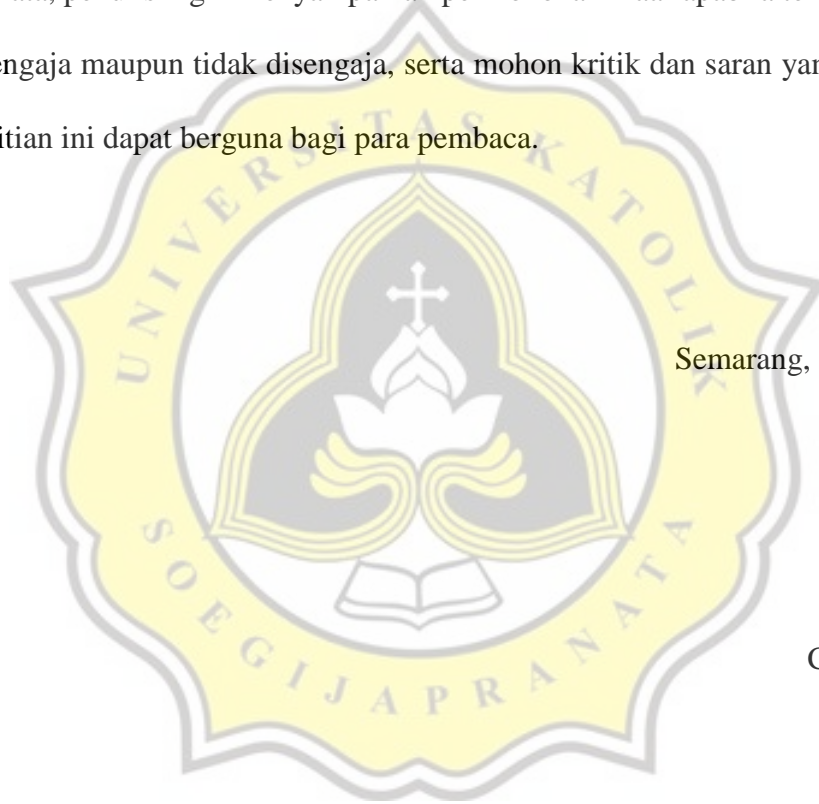 engaja maupun tidak disengaja, serta mohon kritik dan saran
itian ini dapat berguna bagi para pembaca.
UNIVERSITAS KATOLIK
Semarang,
SOEGIJAPRANATA